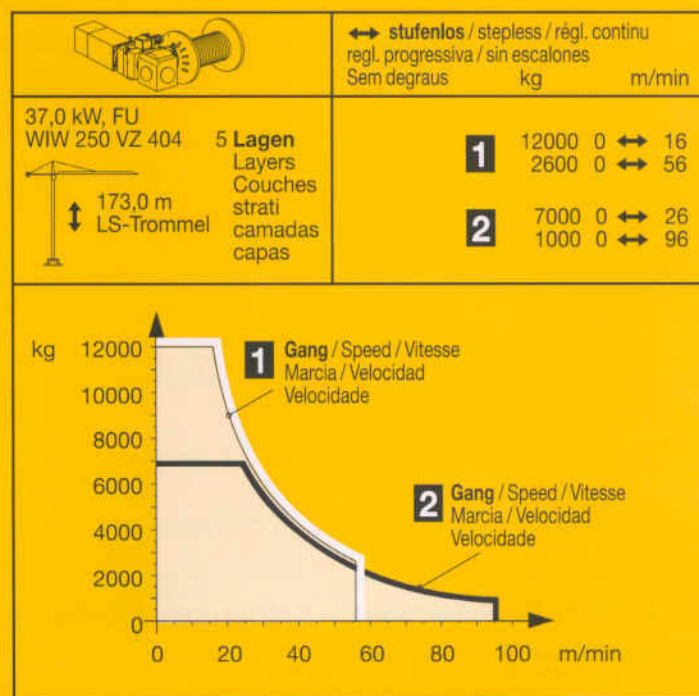 ↔ stufenlos / stepless / régl. continu
regl. progressiva / sin escalones
Sem degraus kg m/min
37,0 kW, FU
WIW 250 VZ 404
173,0 m
LS-Trommel
5 Lagen
Layers
Couches
strati
camadas
capas
1 12000 0 ↔ 16
2600 0 ↔ 56
2 7000 0 ↔ 26
1000 0 ↔ 96
kg
12000
10000
8000
6000
4000
2000
0
1 Gang / Speed / Vitesse
Marcia / Velocidad
Velocidade
2 Gang / Speed / Vitesse
Marcia / Velocidad
Velocidade
0 20 40 60 80 100 m/min